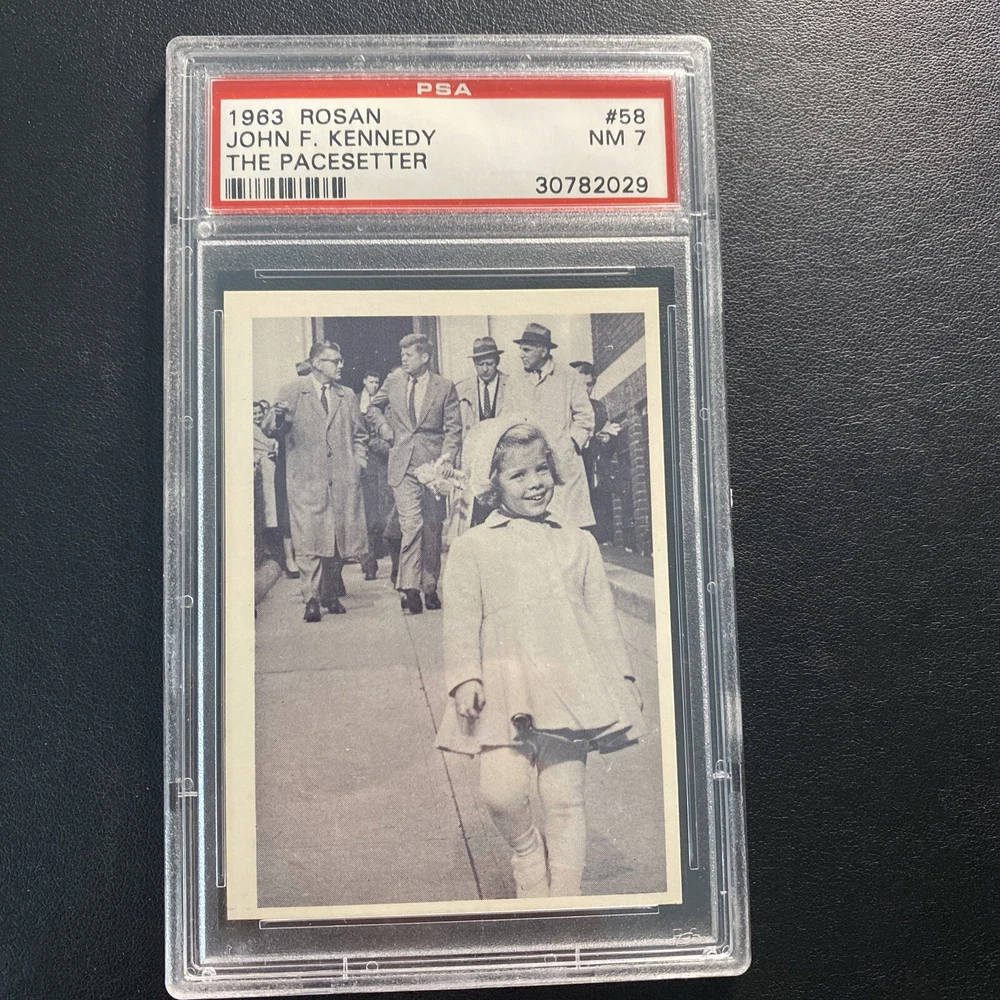 PSA
1963 ROSAN #58
JOHN F. KENNEDY NM 7
THE PACESETTER
30782029